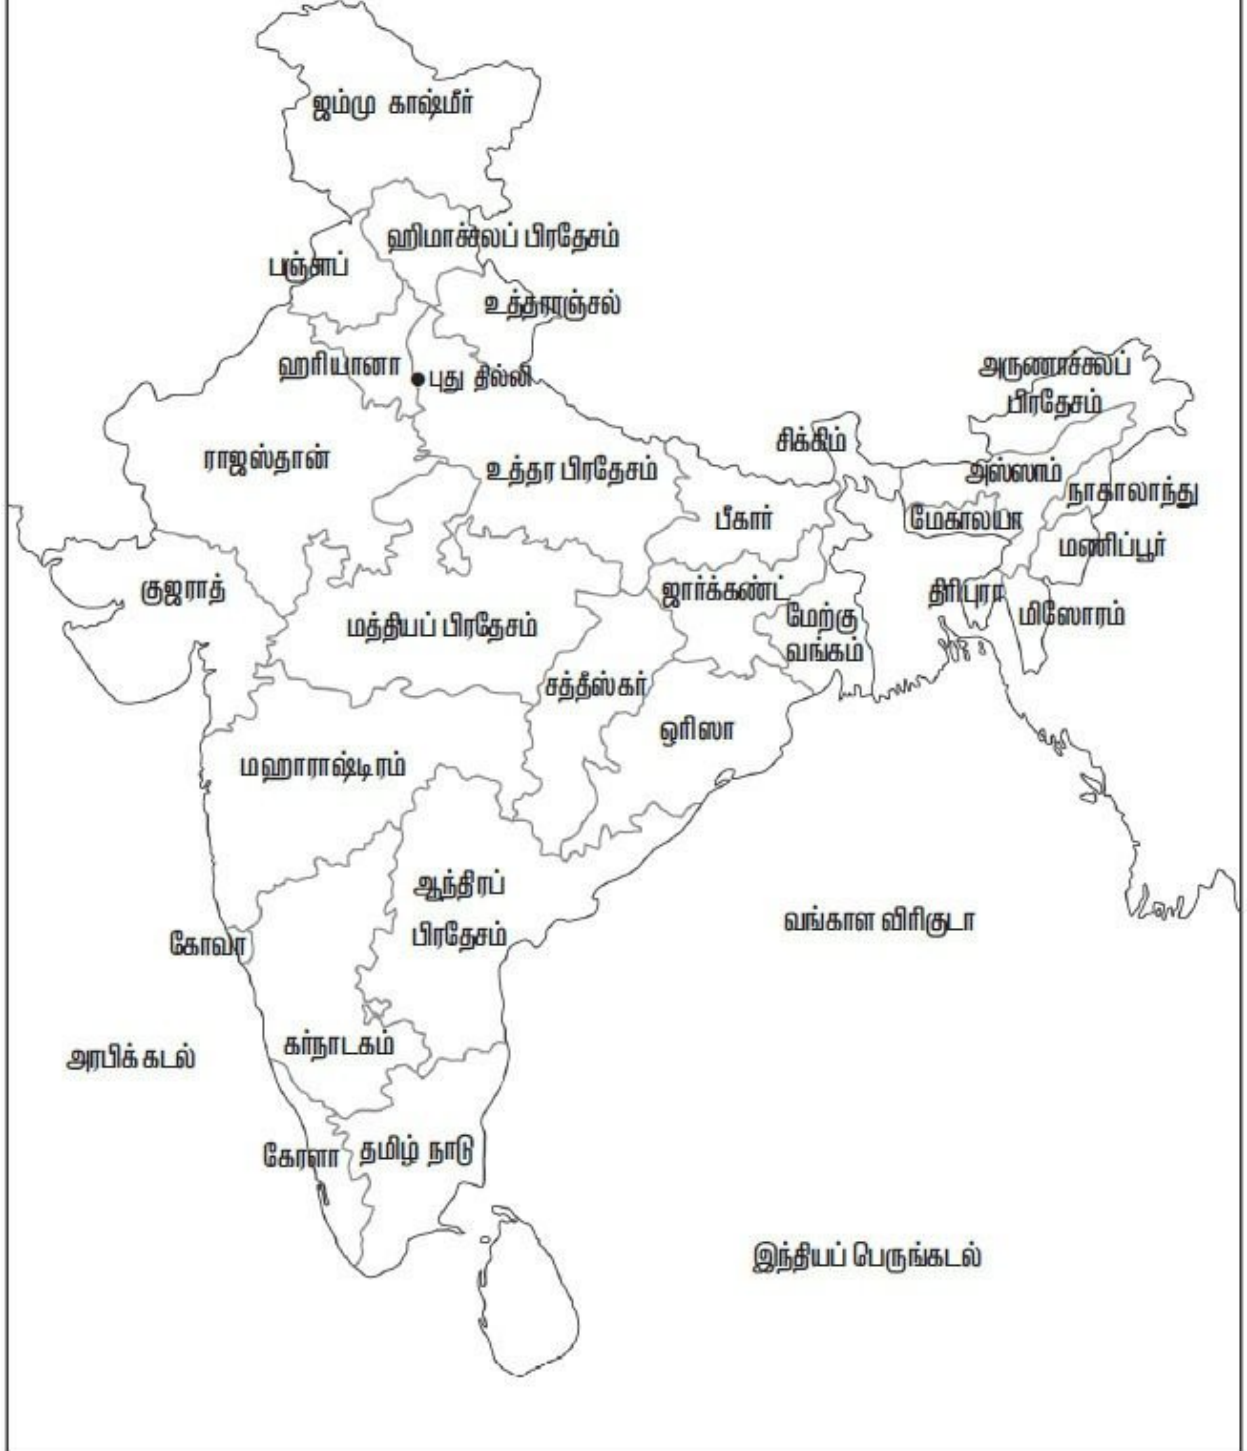 ஜம்மு காஷ்மீர்
ஹிமாச்சலப் பிரதேசம்
பஞ்சாப்
உத்தராஞ்சல்
ஹரியானா
புது தில்லி
அருணாச்சலப்
பிரதேசம்
சிக்கிம்
ராஜஸ்தான்
உத்தர பிரதேசம்
அஸ்ஸாம்
நாகாலாந்து
பீகார்
மேகாலயா
மணிப்பூர்
குஜராத்
ஜார்க்கண்ட்
திரிபுரா
மிஸோரம்
மத்தியப் பிரதேசம்
மேற்கு
வங்கம்
சத்தீஸ்கர்
ஒரிஸா
மஹாராஷ்டிரம்
ஆந்திரப்
பிரதேசம்
வங்காள விரிகுடா
கோவா
கர்நாடகம்
அரபிக்கடல்
கேரளா
தமிழ் நாடு
இந்தியப் பெருங்கடல்